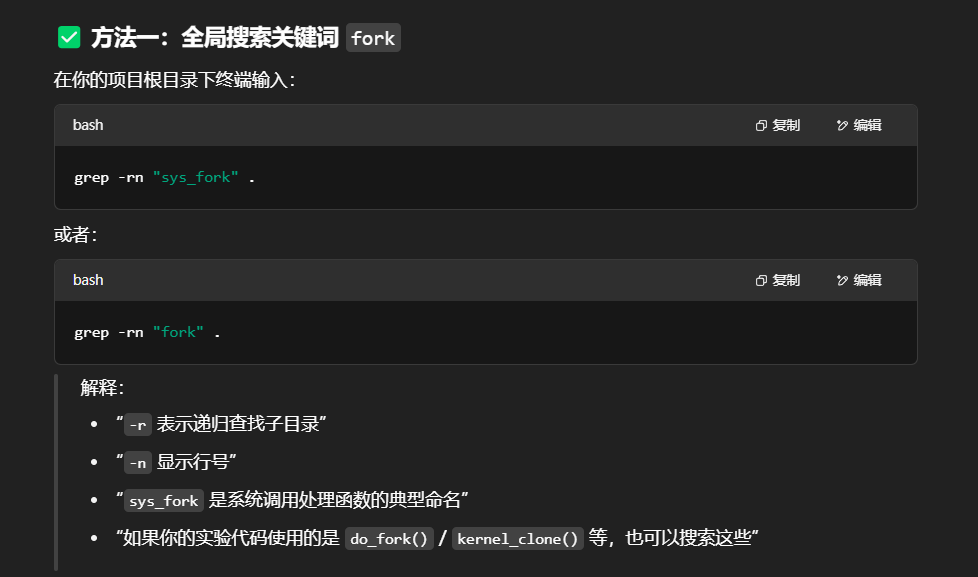 ✅ 方法一：全局搜索关键词 fork
在你的项目根目录下终端输入：
bash 复制 编辑
grep -rn "sys_fork" .
或者：
bash 复制 编辑
grep -rn "fork" .
解释：
• “-r 表示递归查找子目录”
• “-n 显示行号”
• “sys_fork 是系统调用处理函数的典型命名”
• “如果你的实验代码使用的是 do_fork() / kernel_clone() 等，也可以搜索这些”